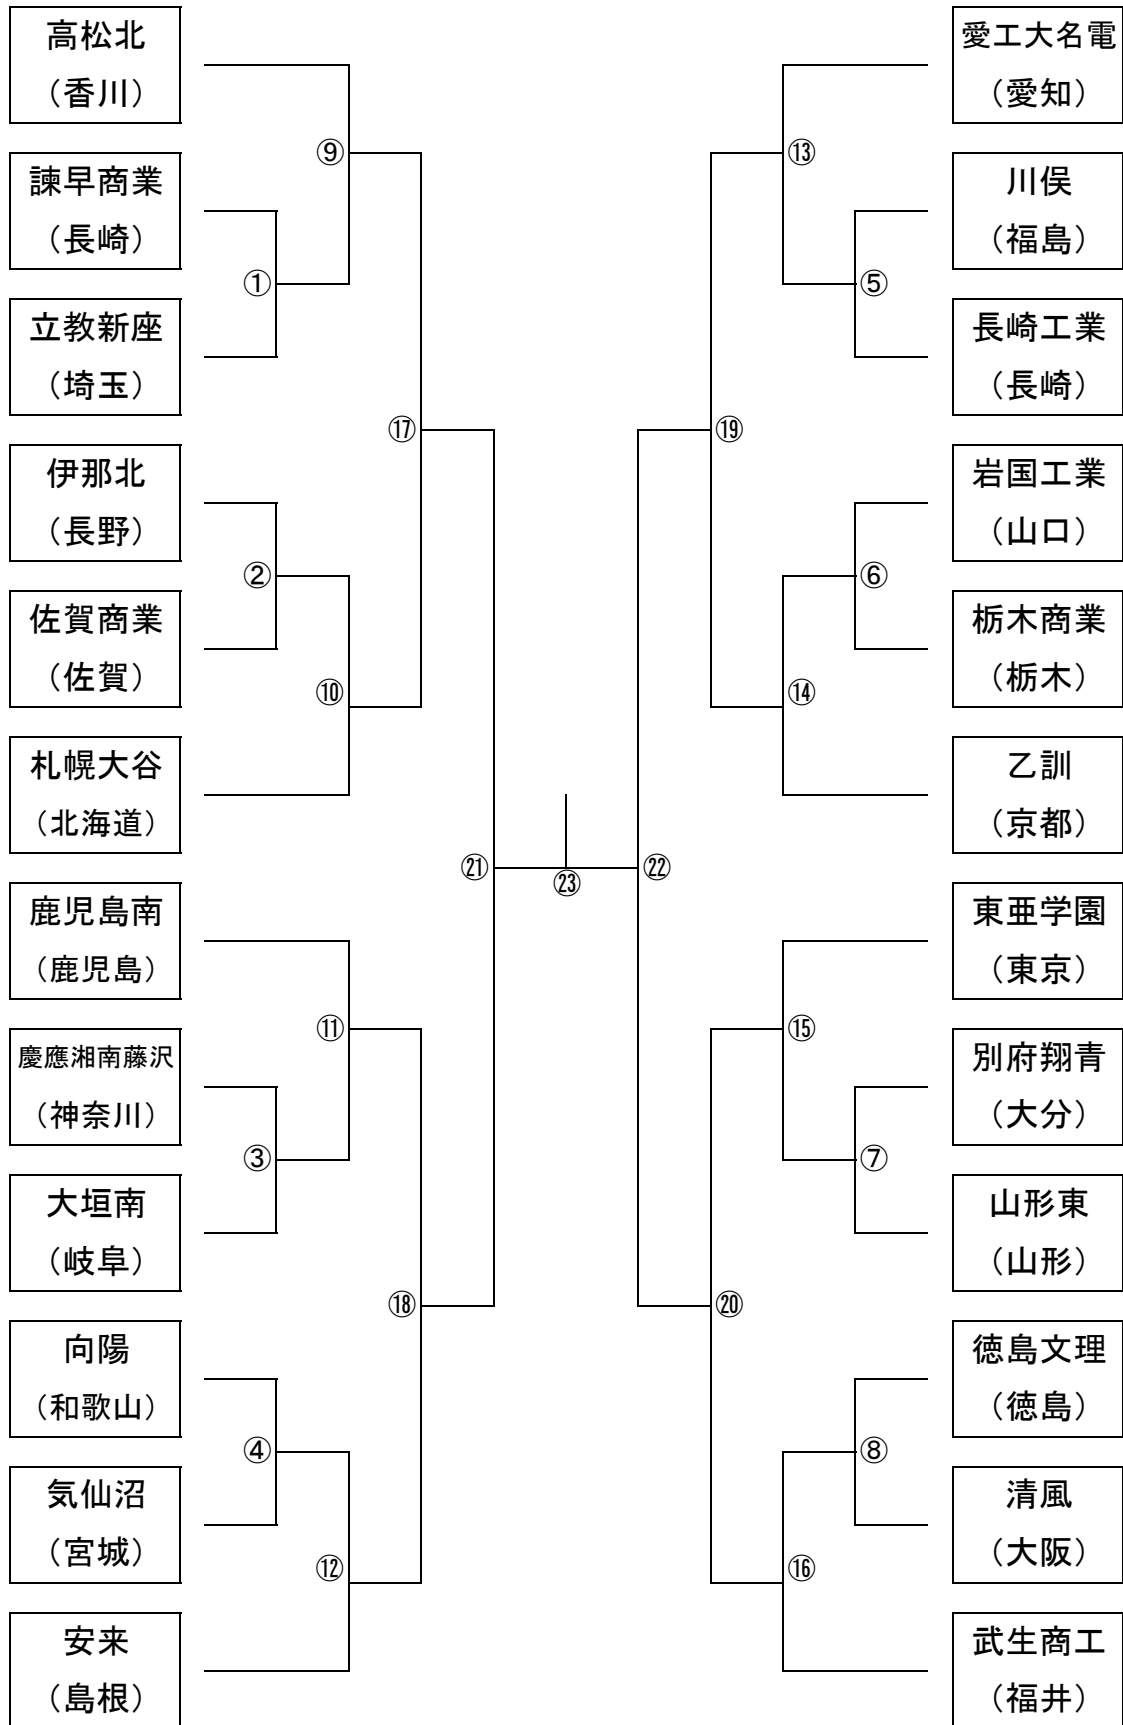 高松北
（香川）
諫早商業
（長崎）
立教新座
（埼玉）
伊那北
（長野）
佐賀商業
（佐賀）
札幌大谷
（北海道）
鹿児島南
（鹿児島）
慶應湘南藤沢
（神奈川）
大垣南
（岐阜）
向陽
（和歌山）
気仙沼
（宮城）
安来
（島根）
①
②
③
④
⑨
⑩
⑪
⑫
⑰
⑱
㉑
㉓
㉒
⑲
⑳
⑬
⑭
⑮
⑯
⑤
⑥
⑦
⑧
愛工大名電
（愛知）
川俣
（福島）
長崎工業
（長崎）
岩国工業
（山口）
栃木商業
（栃木）
乙訓
（京都）
東亜学園
（東京）
別府翔青
（大分）
山形東
（山形）
徳島文理
（徳島）
清風
（大阪）
武生商工
（福井）